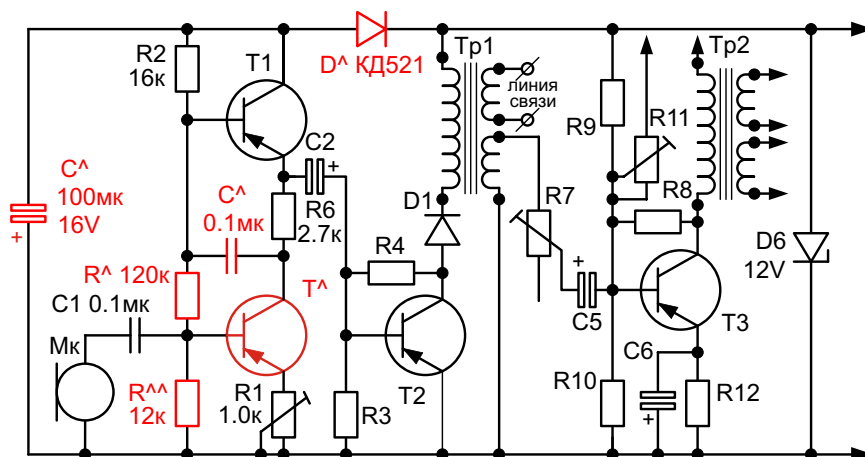 R2
16к
T1
D^ КД521
Tp1
линия
связи
Tp2
C^
100мк
16V
+
C^
0.1мк
C2
+
R6
2.7к
D1
R4
R7
R9
R11
R8
D6
12V
R^ 120к
C1 0.1мк
T^
Мк
R^^
12к
R1
1.0к
T2
R3
+
C5
T3
C6
+
R10
R12